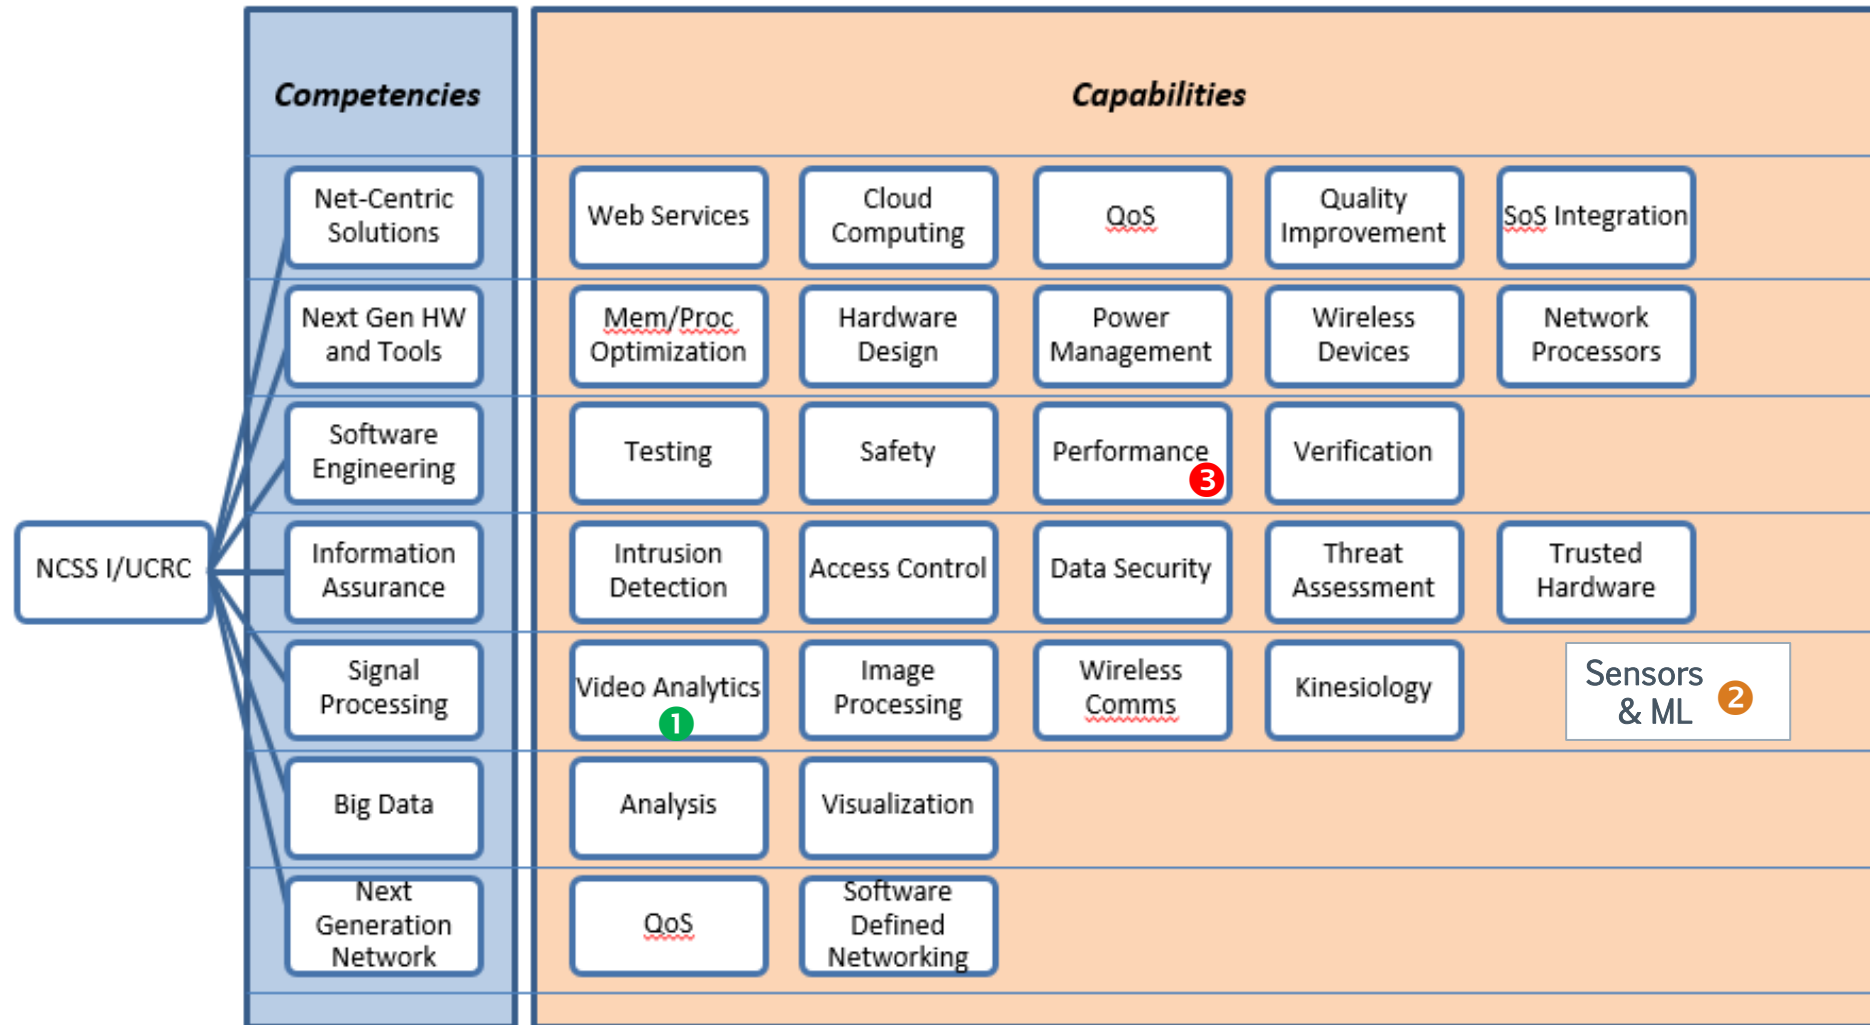 Competencies
Capabilities
Net-Centric
Solutions
Web Services
Cloud
Computing
QoS
Quality
Improvement
SoS Integration
Next Gen HW
and Tools
Mem/Proc
Optimization
Hardware
Design
Power
Management
Wireless
Devices
Network
Processors
Software
Engineering
Testing
Safety
Performance
3
Verification
NCSS I/UCRC
Information
Assurance
Intrusion
Detection
Access Control
Data Security
Threat
Assessment
Trusted
Hardware
Signal
Processing
Video Analytics
1
Image
Processing
Wireless
Comms
Kinesiology
Sensors
& ML
2
Big Data
Analysis
Visualization
Next
Generation
Network
QoS
Software
Defined
Networking